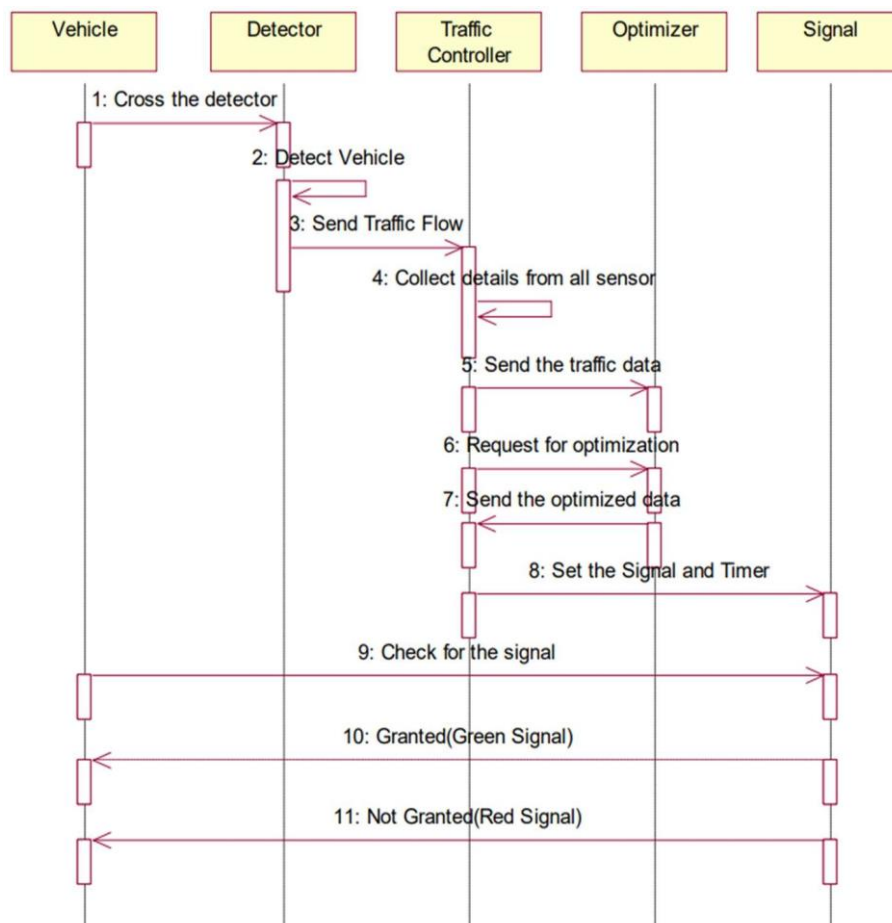 Vehicle
Detector
Traffic
Controller
Optimizer
Signal
1: Cross the detector
2: Detect Vehicle
3: Send Traffic Flow
4: Collect details from all sensor
5: Send the traffic data
6: Request for optimization
7: Send the optimized data
8: Set the Signal and Timer
9: Check for the signal
10: Granted(Green Signal)
11: Not Granted(Red Signal)